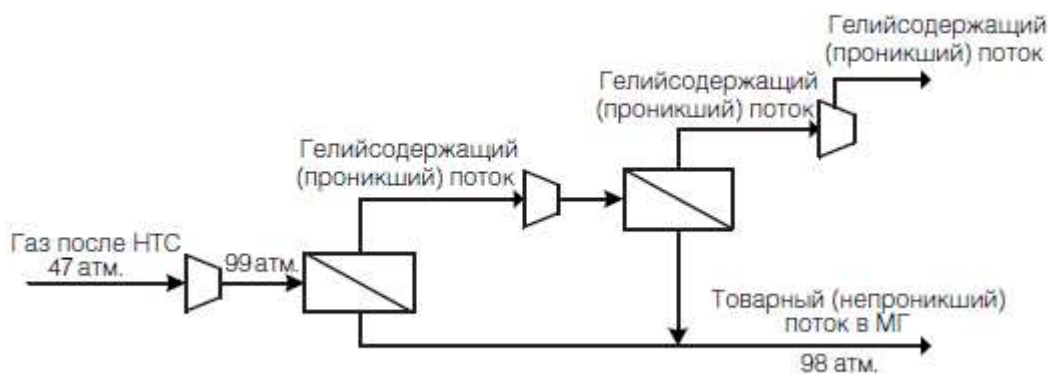 Гелийсодержащий
(проникший) поток
Гелийсодержащий
(проникший) поток
Гелийсодержащий
(проникший) поток
Газ после НТС
47 атм.
99 атм.
Товарный (непроникший)
поток в МГ
98 атм.